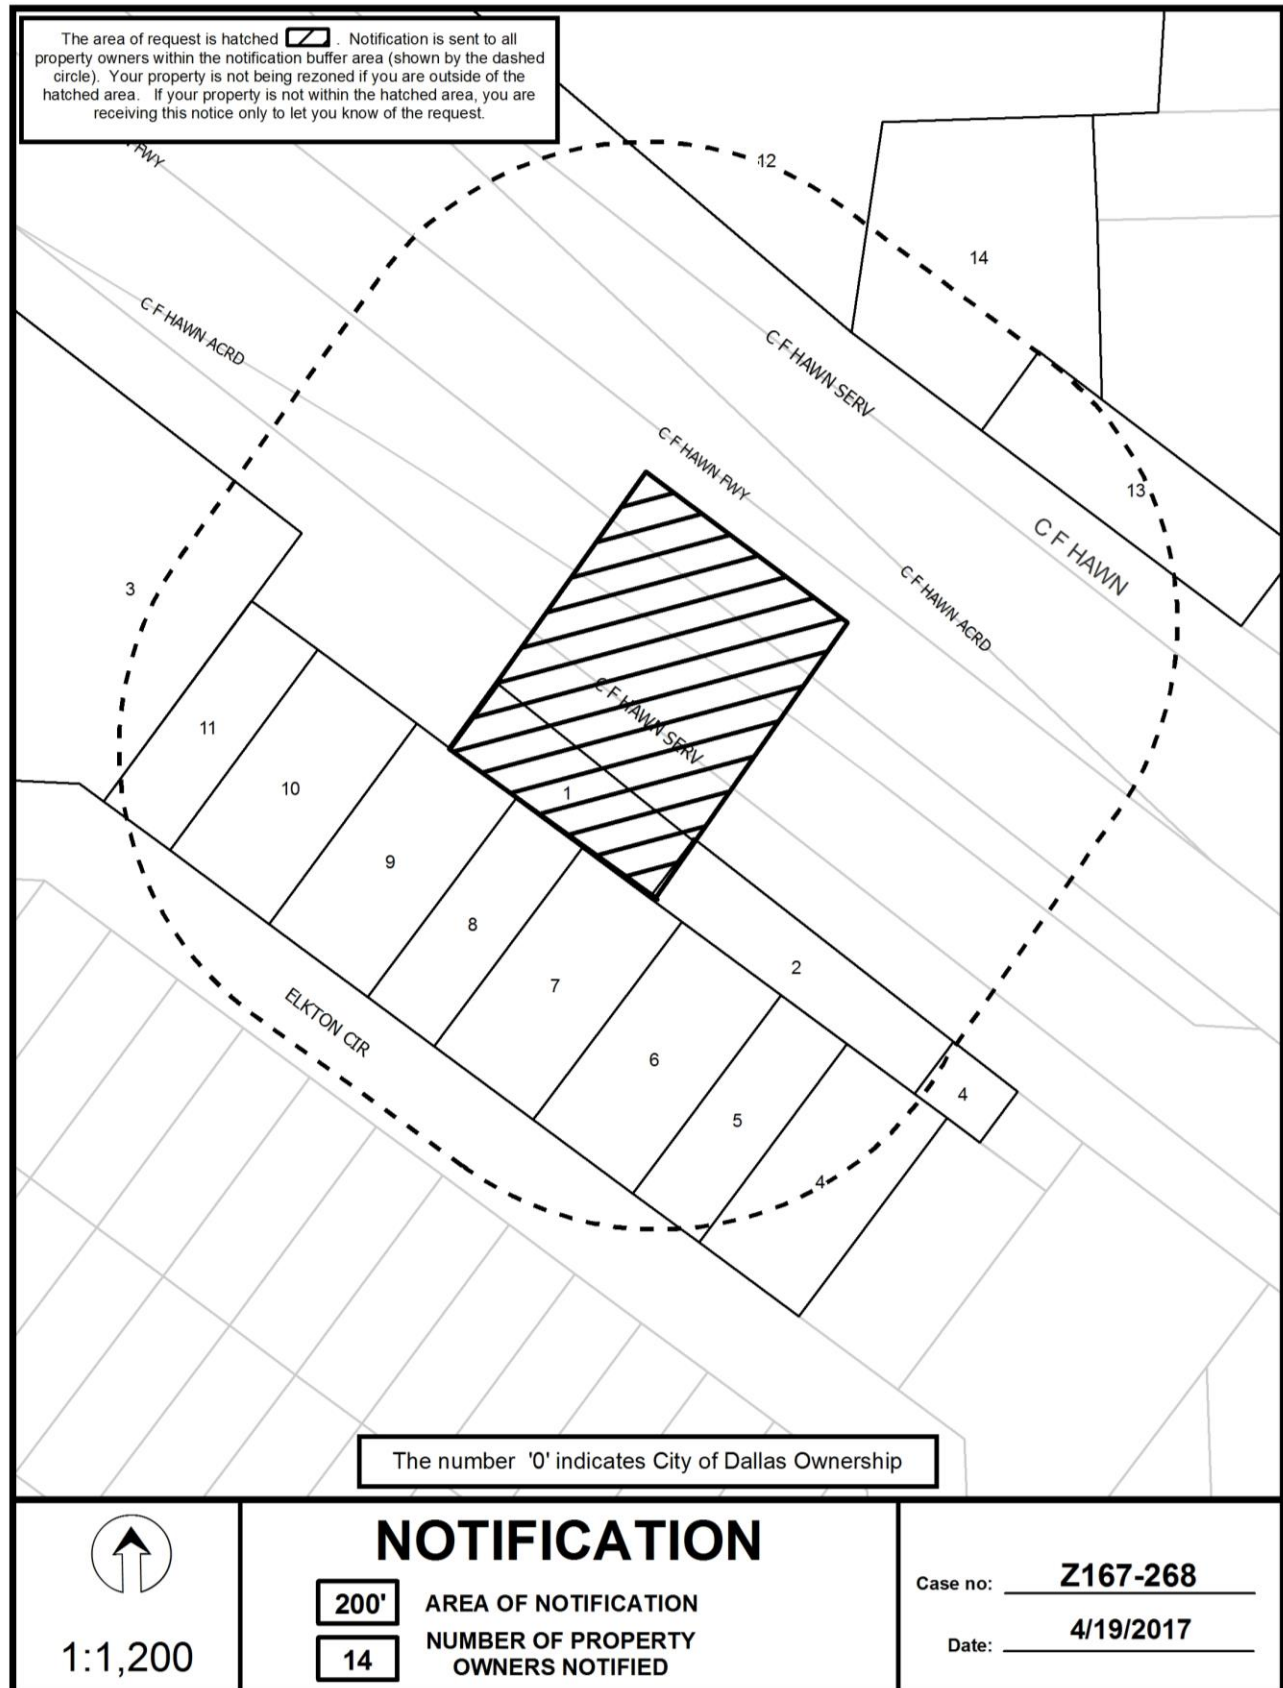 The area of request is hatched . Notification is sent to all
property owners within the notification buffer area (shown by the dashed
circle). Your property is not being rezoned if you are outside of the
hatched area. If your property is not within the hatched area, you are
receiving this notice only to let you know of the request.
FWY
12
14
C F HAWN ACRD
C F HAWN SERV
C F HAWN FWY
13
C F HAWN
C F HAWN ACRD
3
C F HAWN SERV
11
10
1
9
8
7
2
ELKTON CIR
6
5
4
4
The number '0' indicates City of Dallas Ownership
1:1,200
NOTIFICATION
200' AREA OF NOTIFICATION
14 NUMBER OF PROPERTY
OWNERS NOTIFIED
Case no: Z167-268
Date: 4/19/2017